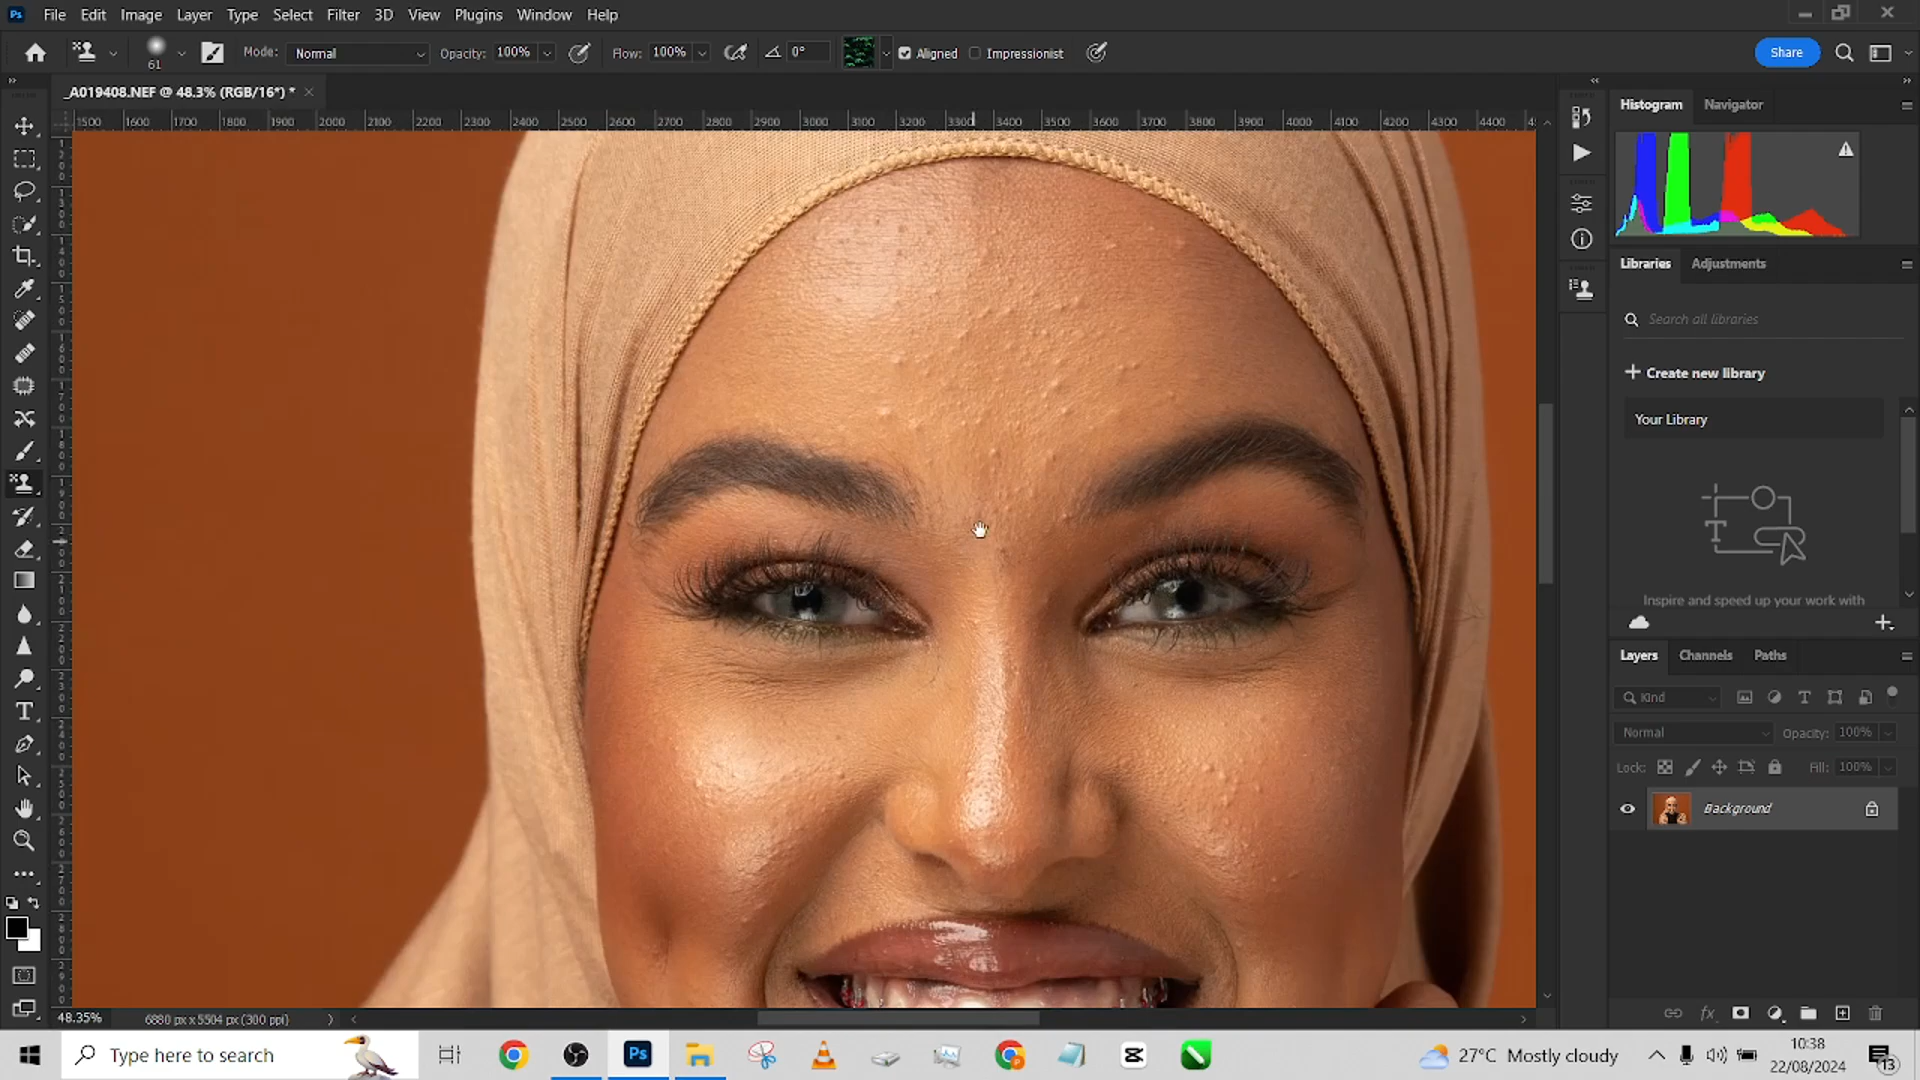 Ps File Edit Image Layer Type Select Filter 3D View Plugins Window Help
61 Mode: Normal Opacity: 100% Flow: 100% 0° Aligned Impressionist Share
_A019408.NEF @ 48.3% (RGB/16*) *
1500 1600 1700 1800 1900 2000 2100 2200 2300 2400 2500 2600 2700 2800 2900 3000 3100 3200 3300 3400 3500 3600 3700 3800 3900 4000 4100 4200 4300 4400
Histogram Navigator
Libraries Adjustments
Search all libraries
+ Create new library
Your Library
Inspire and speed up your work with
Layers Channels Paths
Kind
Normal Opacity: 100%
Lock: Fill: 100%
Background
48.35% 6880 px x 5504 px (300 ppi)
Type here to search
Ps
27°C Mostly cloudy
10:38
22/08/2024
13